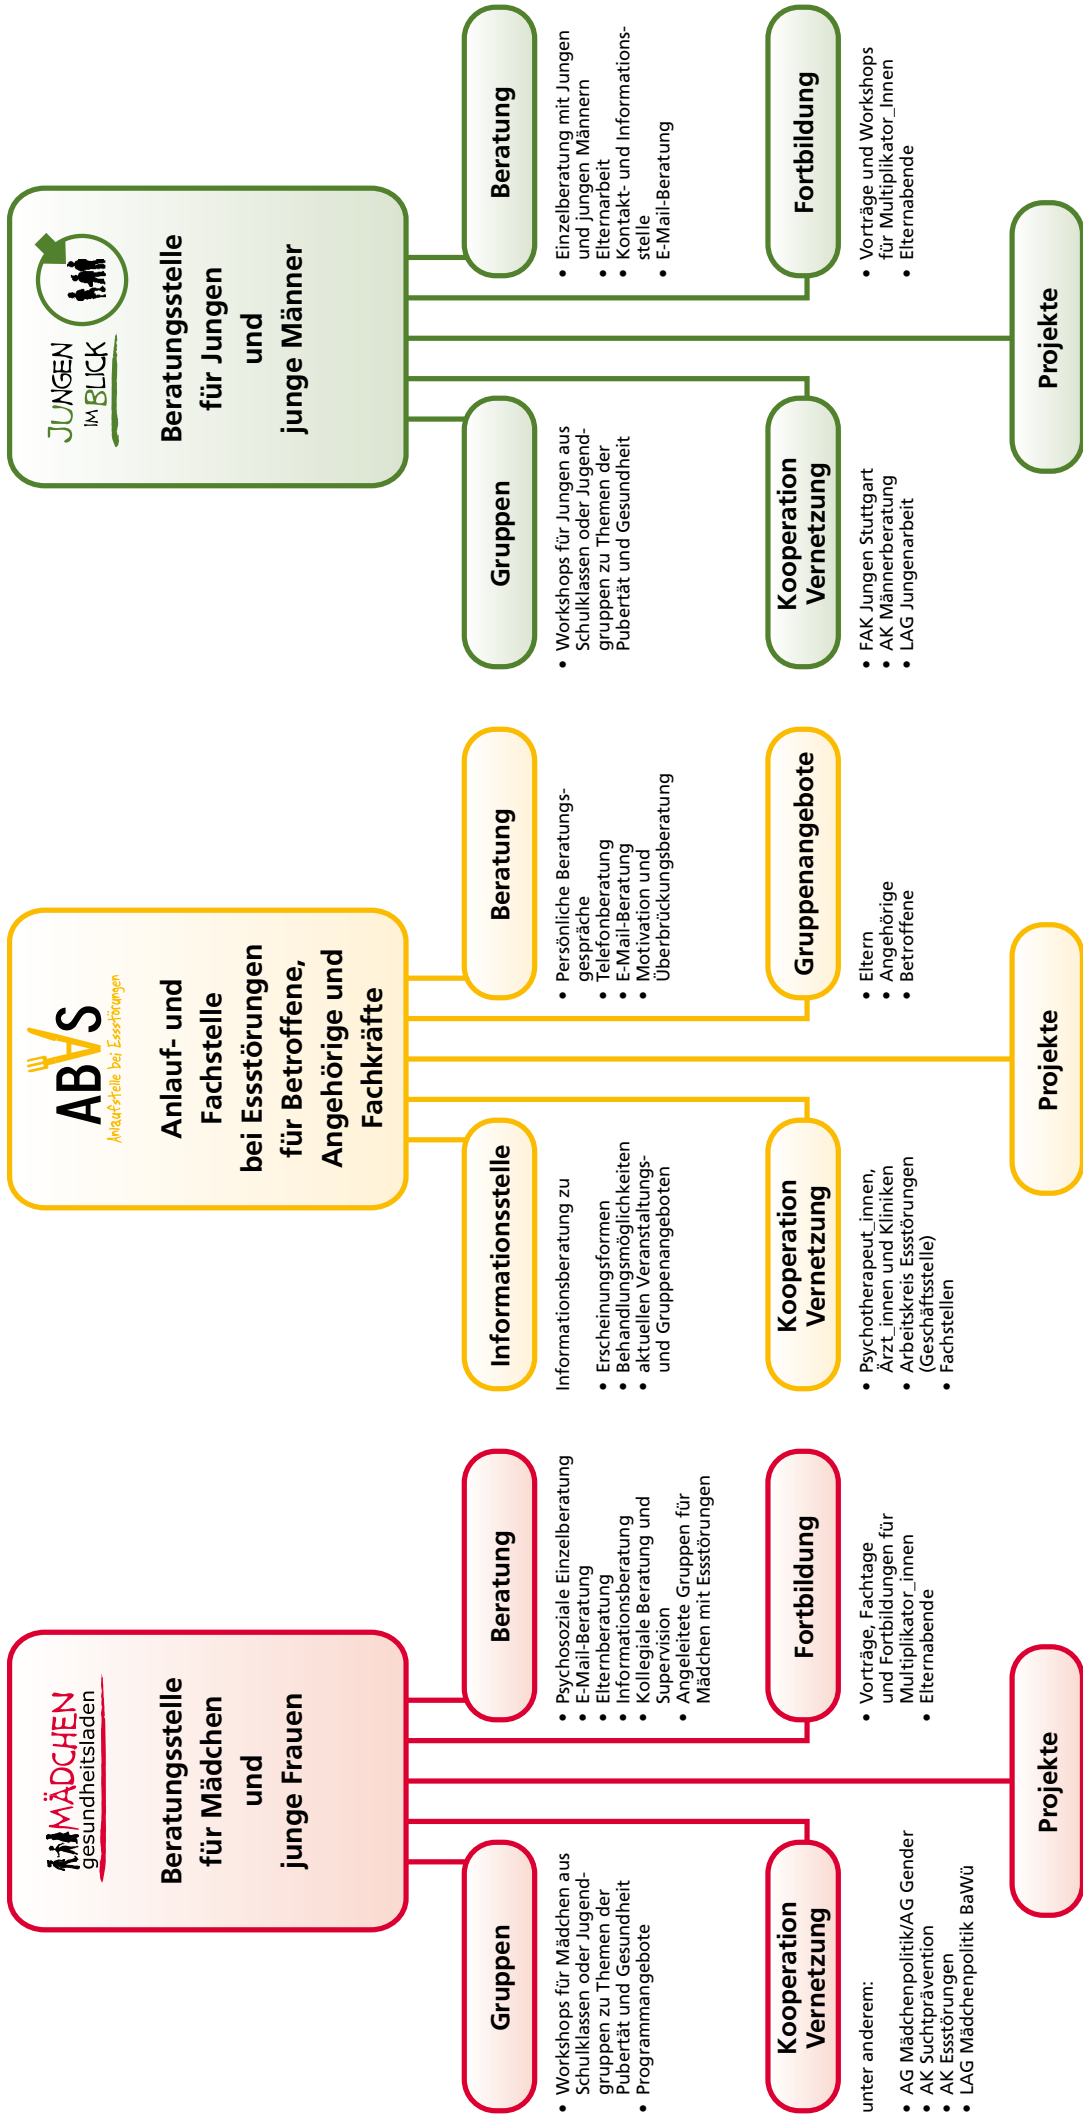 MÄDCHEN
gesundheitsladen
Beratungsstelle
für Mädchen
und
junge Frauen
Gruppen
• Workshops für Mädchen aus
Schulklassen oder Jugend-
gruppen zu Themen der
Pubertät und Gesundheit
• Programmangebote
Beratung
• Psychosoziale Einzelberatung
• E-Mail-Beratung
• Elternberatung
• Informationsberatung
• Kollegiale Beratung und
Supervision
• Angeleitete Gruppen für
Mädchen mit Essstörungen
Kooperation
Vernetzung
unter anderem:
• AG Mädchenpolitik/AG Gender
• AK Suchtprävention
• AK Essstörungen
• LAG Mädchenpolitik BaWü
Fortbildung
• Vorträge, Fachtage
und Fortbildungen für
Multiplikator_innen
• Elternabende
Projekte
ABAS
Anlaufstelle bei Essstörungen
Anlauf- und
Fachstelle
bei Essstörungen
für Betroffene,
Angehörige und
Fachkräfte
Informationsstelle
Informationsberatung zu
• Erscheinungsformen
• Behandlungsmöglichkeiten
• aktuellen Veranstaltungs-
und Gruppenangeboten
Beratung
• Persönliche Beratungs-
gespräche
• Telefonberatung
• E-Mail-Beratung
• Motivation und
Überbrückungsberatung
Kooperation
Vernetzung
• Psychotherapeut_innen,
Ärzt_innen und Kliniken
• Arbeitskreis Essstörungen
(Geschäftsstelle)
• Fachstellen
Gruppenangebote
• Eltern
• Angehörige
• Betroffene
Projekte
JUNGEN
IM BLICK
Beratungsstelle
für Jungen
und
junge Männer
Gruppen
• Workshops für Jungen aus
Schulklassen oder Jugend-
gruppen zu Themen der
Pubertät und Gesundheit
Beratung
• Einzelberatung mit Jungen
und jungen Männern
• Elternarbeit
• Kontakt- und Informations-
stelle
• E-Mail-Beratung
Kooperation
Vernetzung
• FAK Jungen Stuttgart
• AK Männerberatung
• LAG Jungenarbeit
Fortbildung
• Vorträge und Workshops
für Multiplikator_Innen
• Elternabende
Projekte